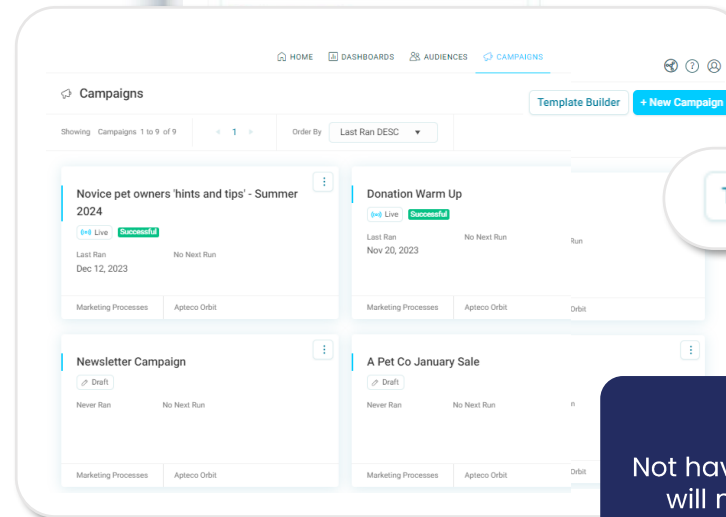 HOME DASHBOARDS AUDIENCES CAMPAIGNS
Campaigns
Template Builder + New Campaign
Showing Campaigns 1 to 9 of 9 1 Order By Last Ran DESC
Novice pet owners 'hints and tips' - Summer
2024
Live Successful
Last Ran No Next Run
Dec 12, 2023
Marketing Processes Apteco Orbit
Donation Warm Up
Live Successful
Last Ran No Next Run
Nov 20, 2023
Marketing Processes Apteco Orbit
Run
Orbit
Newsletter Campaign
Draft
Never Ran No Next Run
Marketing Processes Apteco Orbit
A Pet Co January Sale
Draft
Never Ran No Next Run
Marketing Processes Apteco Orbit
n
Orbit
Not hav
will n